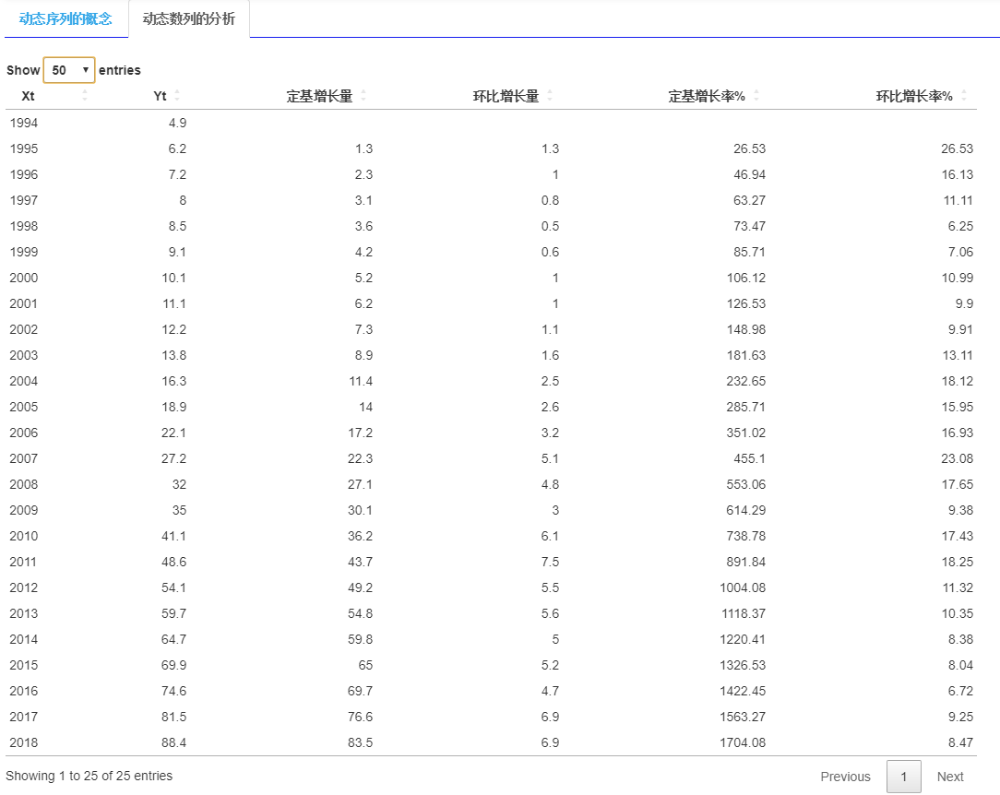 动态序列的概念 动态数列的分析
Show 50 entries
Xt Yt 定基增长量 环比增长量 定基增长率% 环比增长率%
1994 4.9
1995 6.2 1.3 1.3 26.53 26.53
1996 7.2 2.3 1 46.94 16.13
1997 8 3.1 0.8 63.27 11.11
1998 8.5 3.6 0.5 73.47 6.25
1999 9.1 4.2 0.6 85.71 7.06
2000 10.1 5.2 1 106.12 10.99
2001 11.1 6.2 1 126.53 9.9
2002 12.2 7.3 1.1 148.98 9.91
2003 13.8 8.9 1.6 181.63 13.11
2004 16.3 11.4 2.5 232.65 18.12
2005 18.9 14 2.6 285.71 15.95
2006 22.1 17.2 3.2 351.02 16.93
2007 27.2 22.3 5.1 455.1 23.08
2008 32 27.1 4.8 553.06 17.65
2009 35 30.1 3 614.29 9.38
2010 41.1 36.2 6.1 738.78 17.43
2011 48.6 43.7 7.5 891.84 18.25
2012 54.1 49.2 5.5 1004.08 11.32
2013 59.7 54.8 5.6 1118.37 10.35
2014 64.7 59.8 5 1220.41 8.38
2015 69.9 65 5.2 1326.53 8.04
2016 74.6 69.7 4.7 1422.45 6.72
2017 81.5 76.6 6.9 1563.27 9.25
2018 88.4 83.5 6.9 1704.08 8.47
Showing 1 to 25 of 25 entries Previous 1 Next